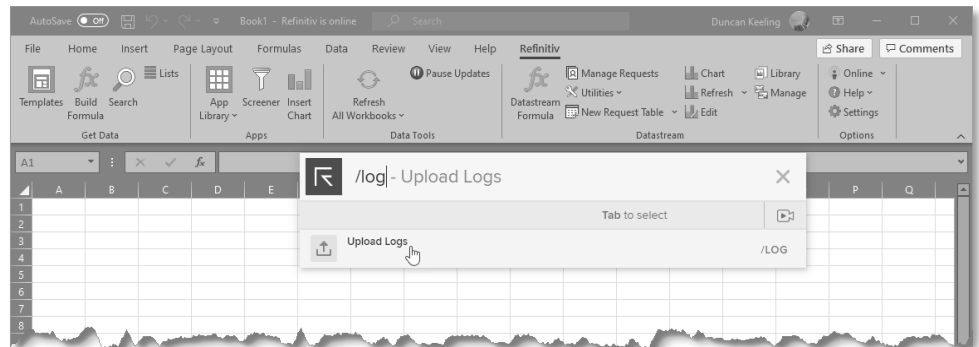 AutoSave Off Book1 - Refinitiv is online Search Duncan Keeling
File Home Insert Page Layout Formulas Data Review View Help Refinitiv Share Comments
Templates Build Formula Search Lists
Get Data
App Library Screener Insert Chart
Apps
Refresh All Workbooks Pause Updates
Data Tools
Datastream Formula Manage Requests Chart Library
Utilities Refresh Manage
New Request Table Edit
Datastream
Online
Help
Settings
Options
A1 fx
/log - Upload Logs
Tab to select
Upload Logs
/LOG
A B C D E P Q
1
2
3
4
5
6
7
8